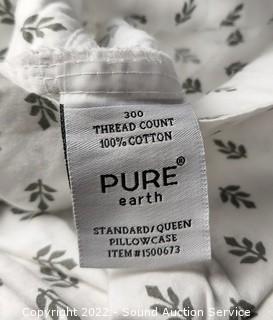 300
THREAD COUNT
100% COTTON
PURE®
earth
STANDARD/QUEEN
PILLOWCASE
ITEM #1500673
Copyright 2022 - Sound Auction Service